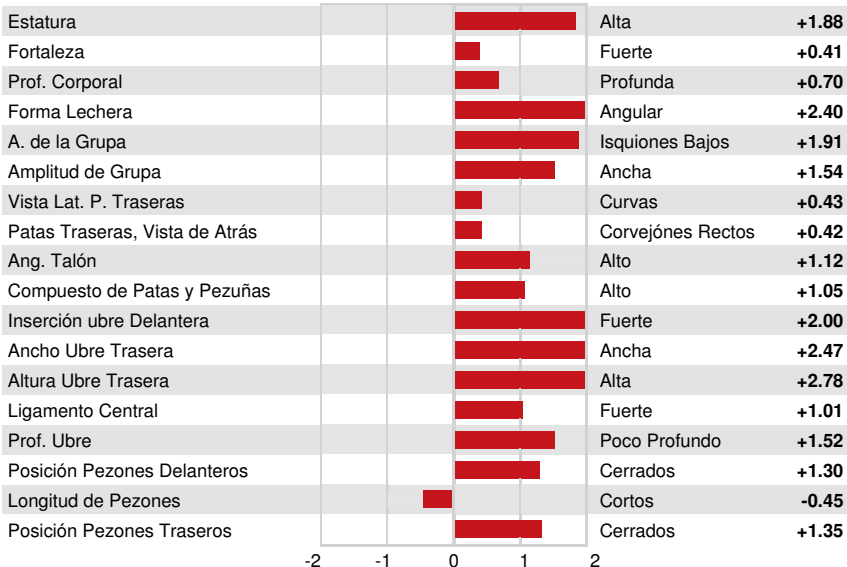 Estatura Alta +1.88
Fortaleza Fuerte +0.41
Prof. Corporal Profunda +0.70
Forma Lechera Angular +2.40
A. de la Grupa Isquiones Bajos +1.91
Amplitud de Grupa Ancha +1.54
Vista Lat. P. Traseras Curvas +0.43
Patas Traseras, Vista de Atrás Corvejónes Rectos +0.42
Ang. Talón Alto +1.12
Compuesto de Patas y Pezuñas Alto +1.05
Inserción ubre Delantera Fuerte +2.00
Ancho Ubre Trasera Ancha +2.47
Altura Ubre Trasera Alta +2.78
Ligamento Central Fuerte +1.01
Prof. Ubre Poco Profundo +1.52
Posición Pezones Delanteros Cerrados +1.30
Longitud de Pezones Cortos -0.45
Posición Pezones Traseros Cerrados +1.35
-2 -1 0 1 2